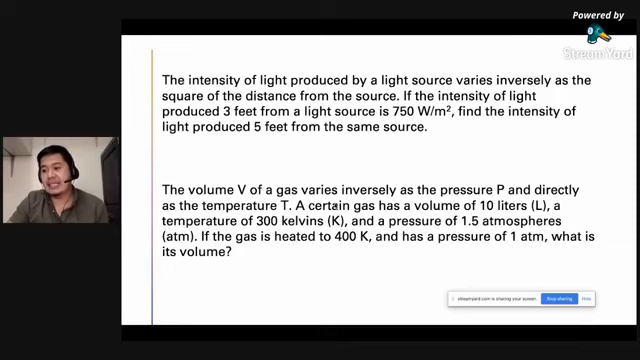 Powered by
StreamYard
The intensity of light produced by a light source varies inversely as the
square of the distance from the source. If the intensity of light
produced 3 feet from a light source is 750 W/m², find the intensity of
light produced 5 feet from the same source.
The volume V of a gas varies inversely as the pressure P and directly
as the temperature T. A certain gas has a volume of 10 liters (L), a
temperature of 300 kelvins (K), and a pressure of 1.5 atmospheres
(atm). If the gas is heated to 400 K, and has a pressure of 1 atm, what is
its volume?
streamyard.com is sharing your screen. Stop sharing Hide